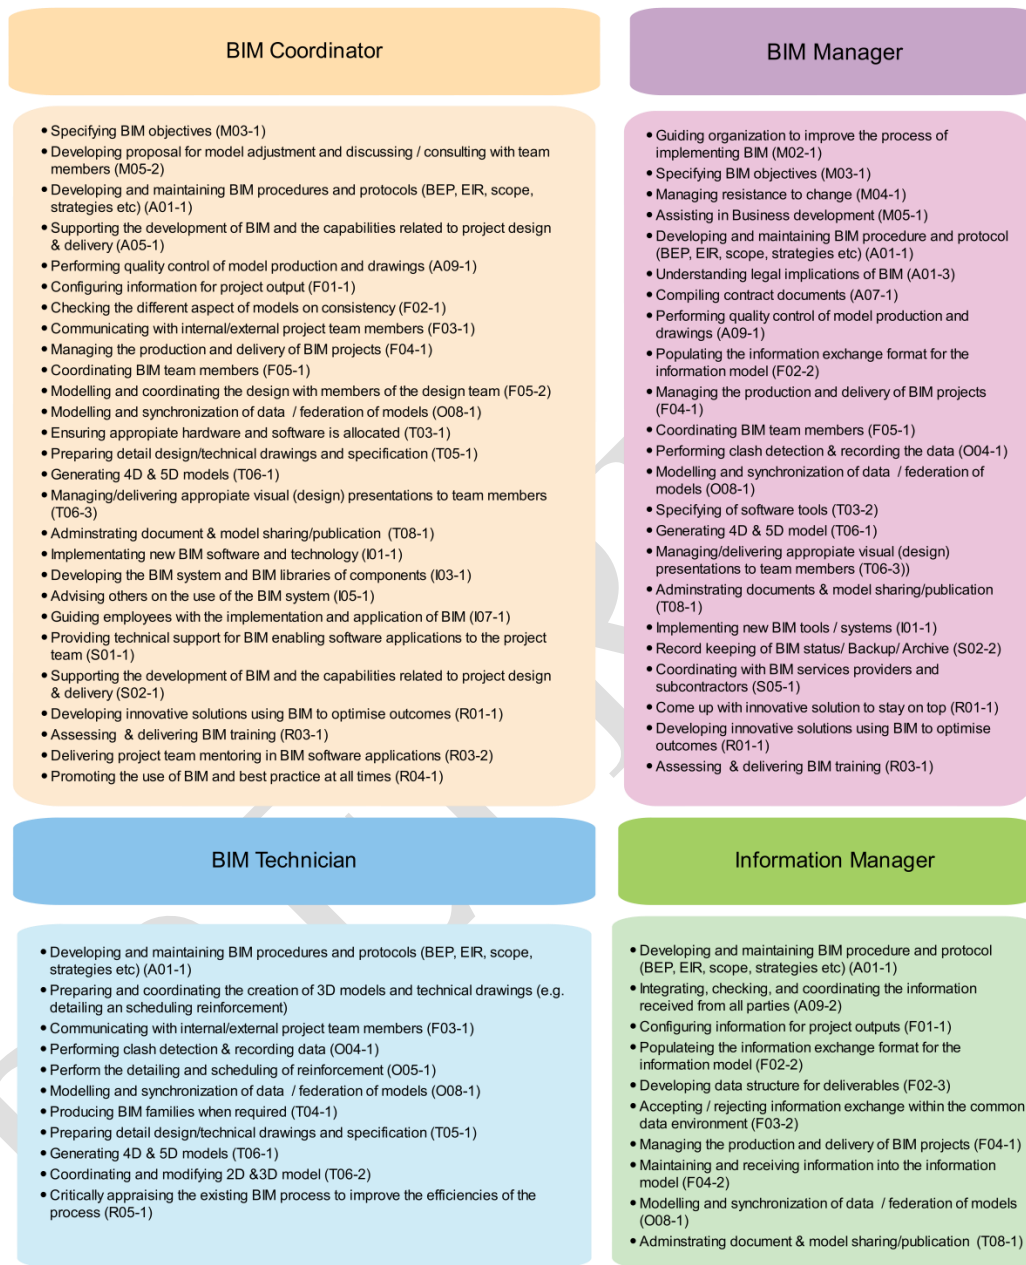 BIM Coordinator
• Specifying BIM objectives (M03-1)
• Developing proposal for model adjustment and discussing / consulting with team
members (M05-2)
• Developing and maintaining BIM procedures and protocols (BEP, EIR, scope,
strategies etc) (A01-1)
• Supporting the development of BIM and the capabilities related to project design
& delivery (A05-1)
• Performing quality control of model production and drawings (A09-1)
• Configuring information for project output (F01-1)
• Checking the different aspect of models on consistency (F02-1)
• Communicating with internal/external project team members (F03-1)
• Managing the production and delivery of BIM projects (F04-1)
• Coordinating BIM team members (F05-1)
• Modelling and coordinating the design with members of the design team (F05-2)
• Modelling and synchronization of data / federation of models (O08-1)
• Ensuring appropiate hardware and software is allocated (T03-1)
• Preparing detail design/technical drawings and specification (T05-1)
• Generating 4D & 5D models (T06-1)
• Managing/delivering appropiate visual (design) presentations to team members
(T06-3)
• Adminstrating document & model sharing/publication (T08-1)
• Implementating new BIM software and technology (I01-1)
• Developing the BIM system and BIM libraries of components (I03-1)
• Advising others on the use of the BIM system (I05-1)
• Guiding employees with the implementation and application of BIM (I07-1)
• Providing technical support for BIM enabling software applications to the project
team (S01-1)
• Supporting the development of BIM and the capabilities related to project design
& delivery (S02-1)
• Developing innovative solutions using BIM to optimise outcomes (R01-1)
• Assessing & delivering BIM training (R03-1)
• Delivering project team mentoring in BIM software applications (R03-2)
• Promoting the use of BIM and best practice at all times (R04-1)
BIM Manager
• Guiding organization to improve the process of
implementing BIM (M02-1)
• Specifying BIM objectives (M03-1)
• Managing resistance to change (M04-1)
• Assisting in Business development (M05-1)
• Developing and maintaining BIM procedure and protocol
(BEP, EIR, scope, strategies etc) (A01-1)
• Understanding legal implications of BIM (A01-3)
• Compiling contract documents (A07-1)
• Performing quality control of model production and
drawings (A09-1)
• Populating the information exchange format for the
information model (F02-2)
• Managing the production and delivery of BIM projects
(F04-1)
• Coordinating BIM team members (F05-1)
• Performing clash detection & recording the data (O04-1)
• Modelling and synchronization of data / federation of
models (O08-1)
• Specifying of software tools (T03-2)
• Generating 4D & 5D model (T06-1)
• Managing/delivering appropiate visual (design)
presentations to team members (T06-3))
• Adminstrating documents & model sharing/publication
(T08-1)
• Implementing new BIM tools / systems (I01-1)
• Record keeping of BIM status/ Backup/ Archive (S02-2)
• Coordinating with BIM services providers and
subcontractors (S05-1)
• Come up with innovative solution to stay on top (R01-1)
• Developing innovative solutions using BIM to optimise
outcomes (R01-1)
• Assessing & delivering BIM training (R03-1)
BIM Technician
• Developing and maintaining BIM procedures and protocols (BEP, EIR, scope,
strategies etc) (A01-1)
• Preparing and coordinating the creation of 3D models and technical drawings (e.g.
detailing an scheduling reinforcement)
• Communicating with internal/external project team members (F03-1)
• Performing clash detection & recording data (O04-1)
• Perform the detailing and scheduling of reinforcement (O05-1)
• Modelling and synchronization of data / federation of models (O08-1)
• Producing BIM families when required (T04-1)
• Preparing detail design/technical drawings and specification (T05-1)
• Generating 4D & 5D models (T06-1)
• Coordinating and modifying 2D &3D model (T06-2)
• Critically appraising the existing BIM process to improve the efficiencies of the
process (R05-1)
Information Manager
• Developing and maintaining BIM procedure and protocol
(BEP, EIR, scope, strategies etc) (A01-1)
• Integrating, checking, and coordinating the information
received from all parties (A09-2)
• Configuring information for project outputs (F01-1)
• Populateing the information exchange format for the
information model (F02-2)
• Developing data structure for deliverables (F02-3)
• Accepting / rejecting information exchange within the common
data environment (F03-2)
• Managing the production and delivery of BIM projects (F04-1)
• Maintaining and receiving information into the information
model (F04-2)
• Modelling and synchronization of data / federation of models
(O08-1)
• Adminstrating document & model sharing/publication (T08-1)